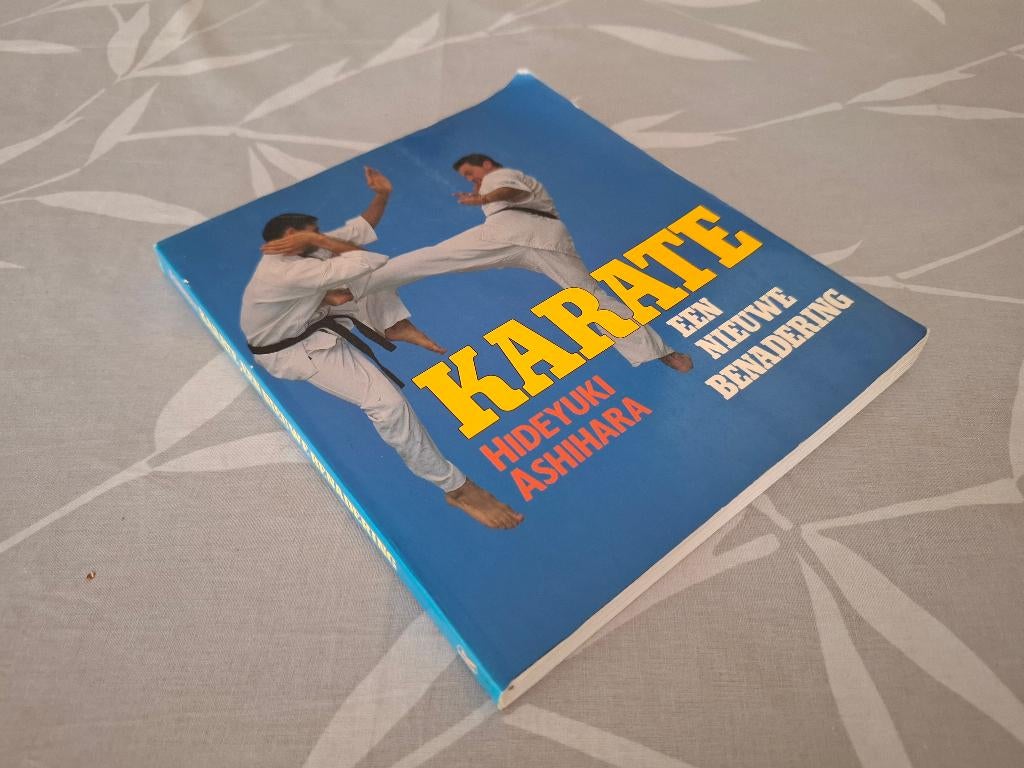 KARATE
HIDEYUKI
ASHIHARA
EEN
NIEUWE
BENADERING